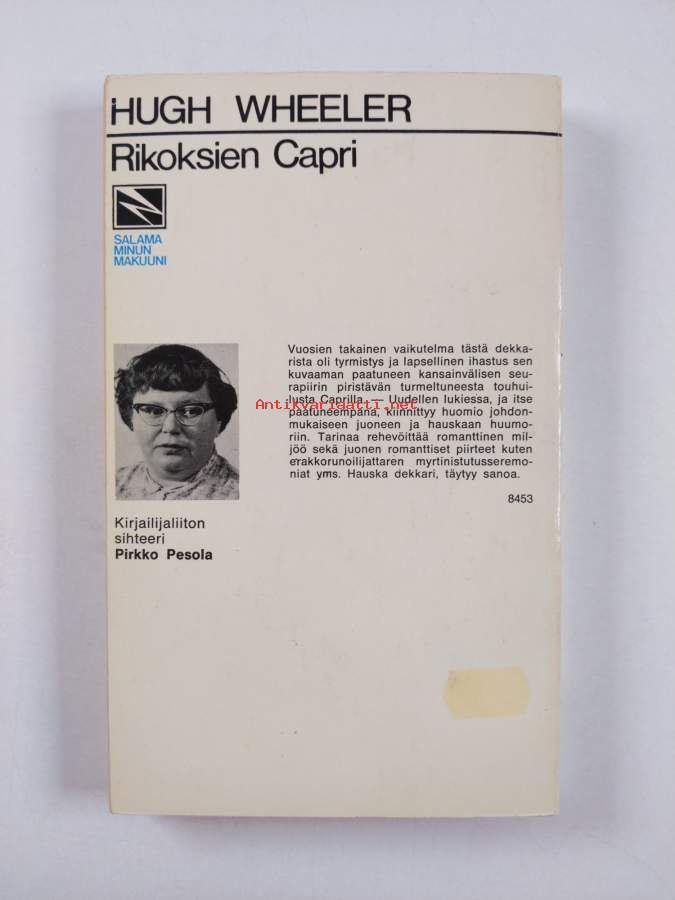 HUGH WHEELER
Rikoksien Capri
SALAMA
MINUN
MAKUUNI
Vuosien takainen vaikutelma tästä dekka-
rista oli tyrmistys ja lapsellinen ihastus sen
kuvaaman paatuneen kansainvälisen seu-
rapiirin piristävän turmeltuneesta touhui-
lusta Caprilla. — Uudellen lukiessa, ja itse
paatuneempana, kiinnittyy huomio johdon-
mukaiseen juoneen ja hauskaan huumo-
riin. Tarinaa rehevöittää romanttinen mil-
jöö sekä juonen romanttiset piirteet kuten
erakkorunoilijattaren myrtinistutusseremo-
niat yms. Hauska dekkari, täytyy sanoa.
8453
Antikvariaatti.net
Kirjailijaliiton
sihteeri
Pirkko Pesola